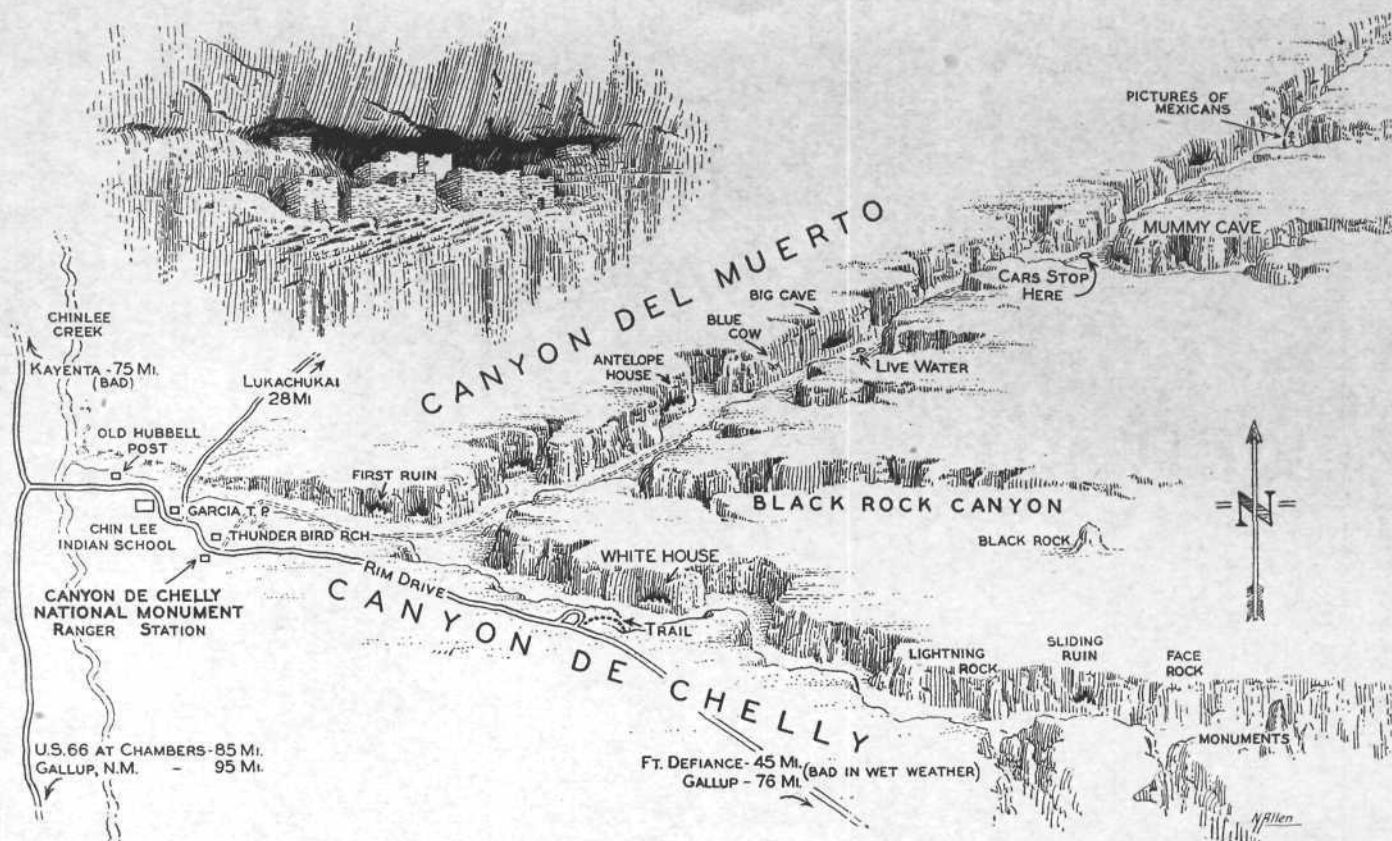 PICTURES OF
MEXICANS
CANYON DEL MUERTO
MUMMY CAVE
CARS STOP
HERE
BIG CAVE
BLUE
COW
LIVE WATER
ANTELOPE
HOUSE
CHINLEE
CREEK
KAYENTA - 75 MI.
(BAD)
LUKACHUKAI
28 MI
OLD HUBBELL
POST
FIRST RUIN
GARCIA T. P.
CHIN LEE
INDIAN SCHOOL
THUNDER BIRD RCH.
BLACK ROCK CANYON
BLACK ROCK
N
WHITE HOUSE
RIM DRIVE
CANYON DE CHELLY
NATIONAL MONUMENT
RANGER STATION
TRAIL
CANYON DE CHELLY
LIGHTNING
ROCK
SLIDING
RUIN
FACE
ROCK
MONUMENTS
U.S. 66 AT CHAMBERS - 85 MI.
GALLUP, N.M. - 95 MI.
FT. DEFIANCE - 45 MI.
GALLUP - 76 MI.
(BAD IN WET WEATHER)
N Allen